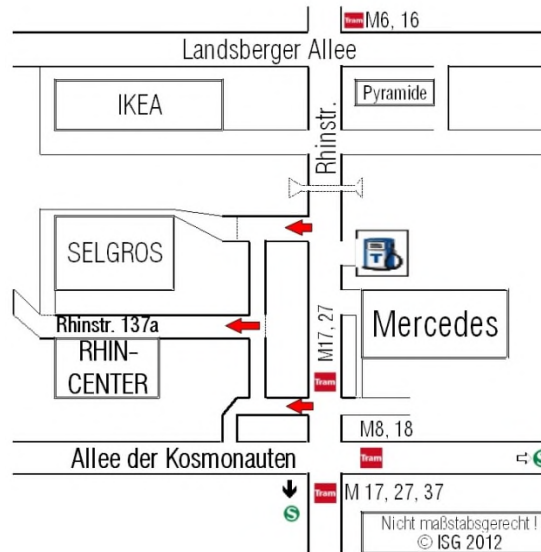 Tram M6, 16
Landsberger Allee
IKEA
Pyramide
Rhinstr.
SELGROS
T
Rhinstr. 137a
M17, 27
Mercedes
RHIN-
CENTER
Tram
M8, 18
Allee der Kosmonauten
Tram
S
S
Tram M 17, 27, 37
Nicht maßstabsgerecht !
© ISG 2012